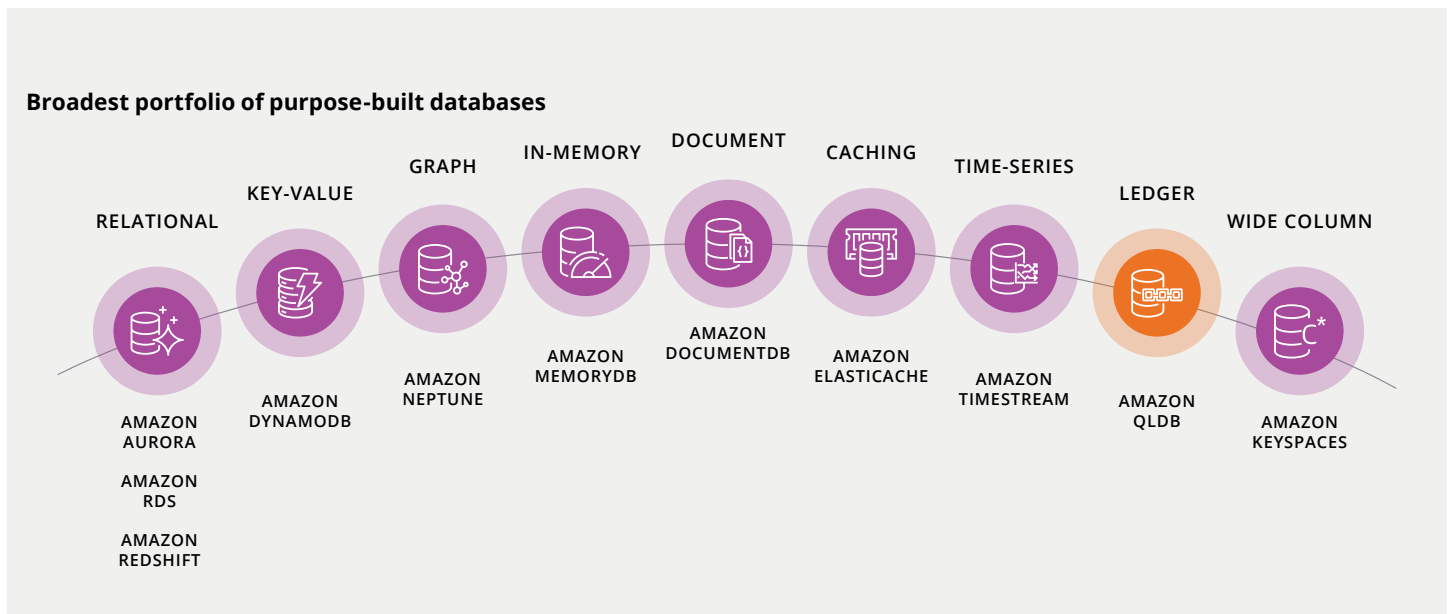 Broadest portfolio of purpose-built databases
RELATIONAL
AMAZON
AURORA
AMAZON
RDS
AMAZON
REDSHIFT
KEY-VALUE
AMAZON
DYNAMODB
GRAPH
AMAZON
NEPTUNE
IN-MEMORY
AMAZON
MEMORYDB
DOCUMENT
{}
AMAZON
DOCUMENTDB
CACHING
AMAZON
ELASTICACHE
TIME-SERIES
AMAZON
TIMESTREAM
LEDGER
AMAZON
QLDB
WIDE COLUMN
C*
AMAZON
KEYSPACES